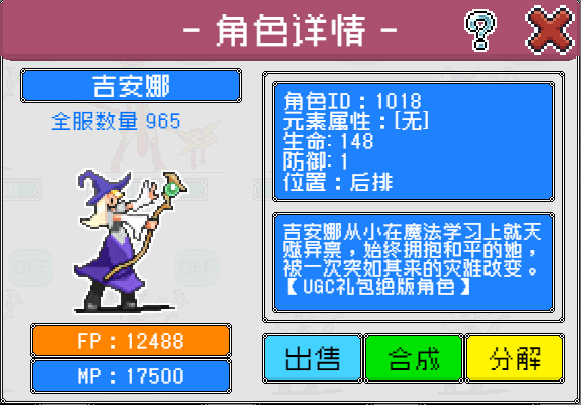 - 角色详情 -
吉安娜
全服数量 965
FP：12488
MP：17500
角色ID：1018
元素属性：[无]
生命: 148
防御: 1
位置：后排
吉安娜从小在魔法学习上就天
赋异禀，始终拥抱和平的她，
被一次突如其来的灾难改变。
【 UGC礼包绝版角色 】
出售
合成
分解
OFF
OFF